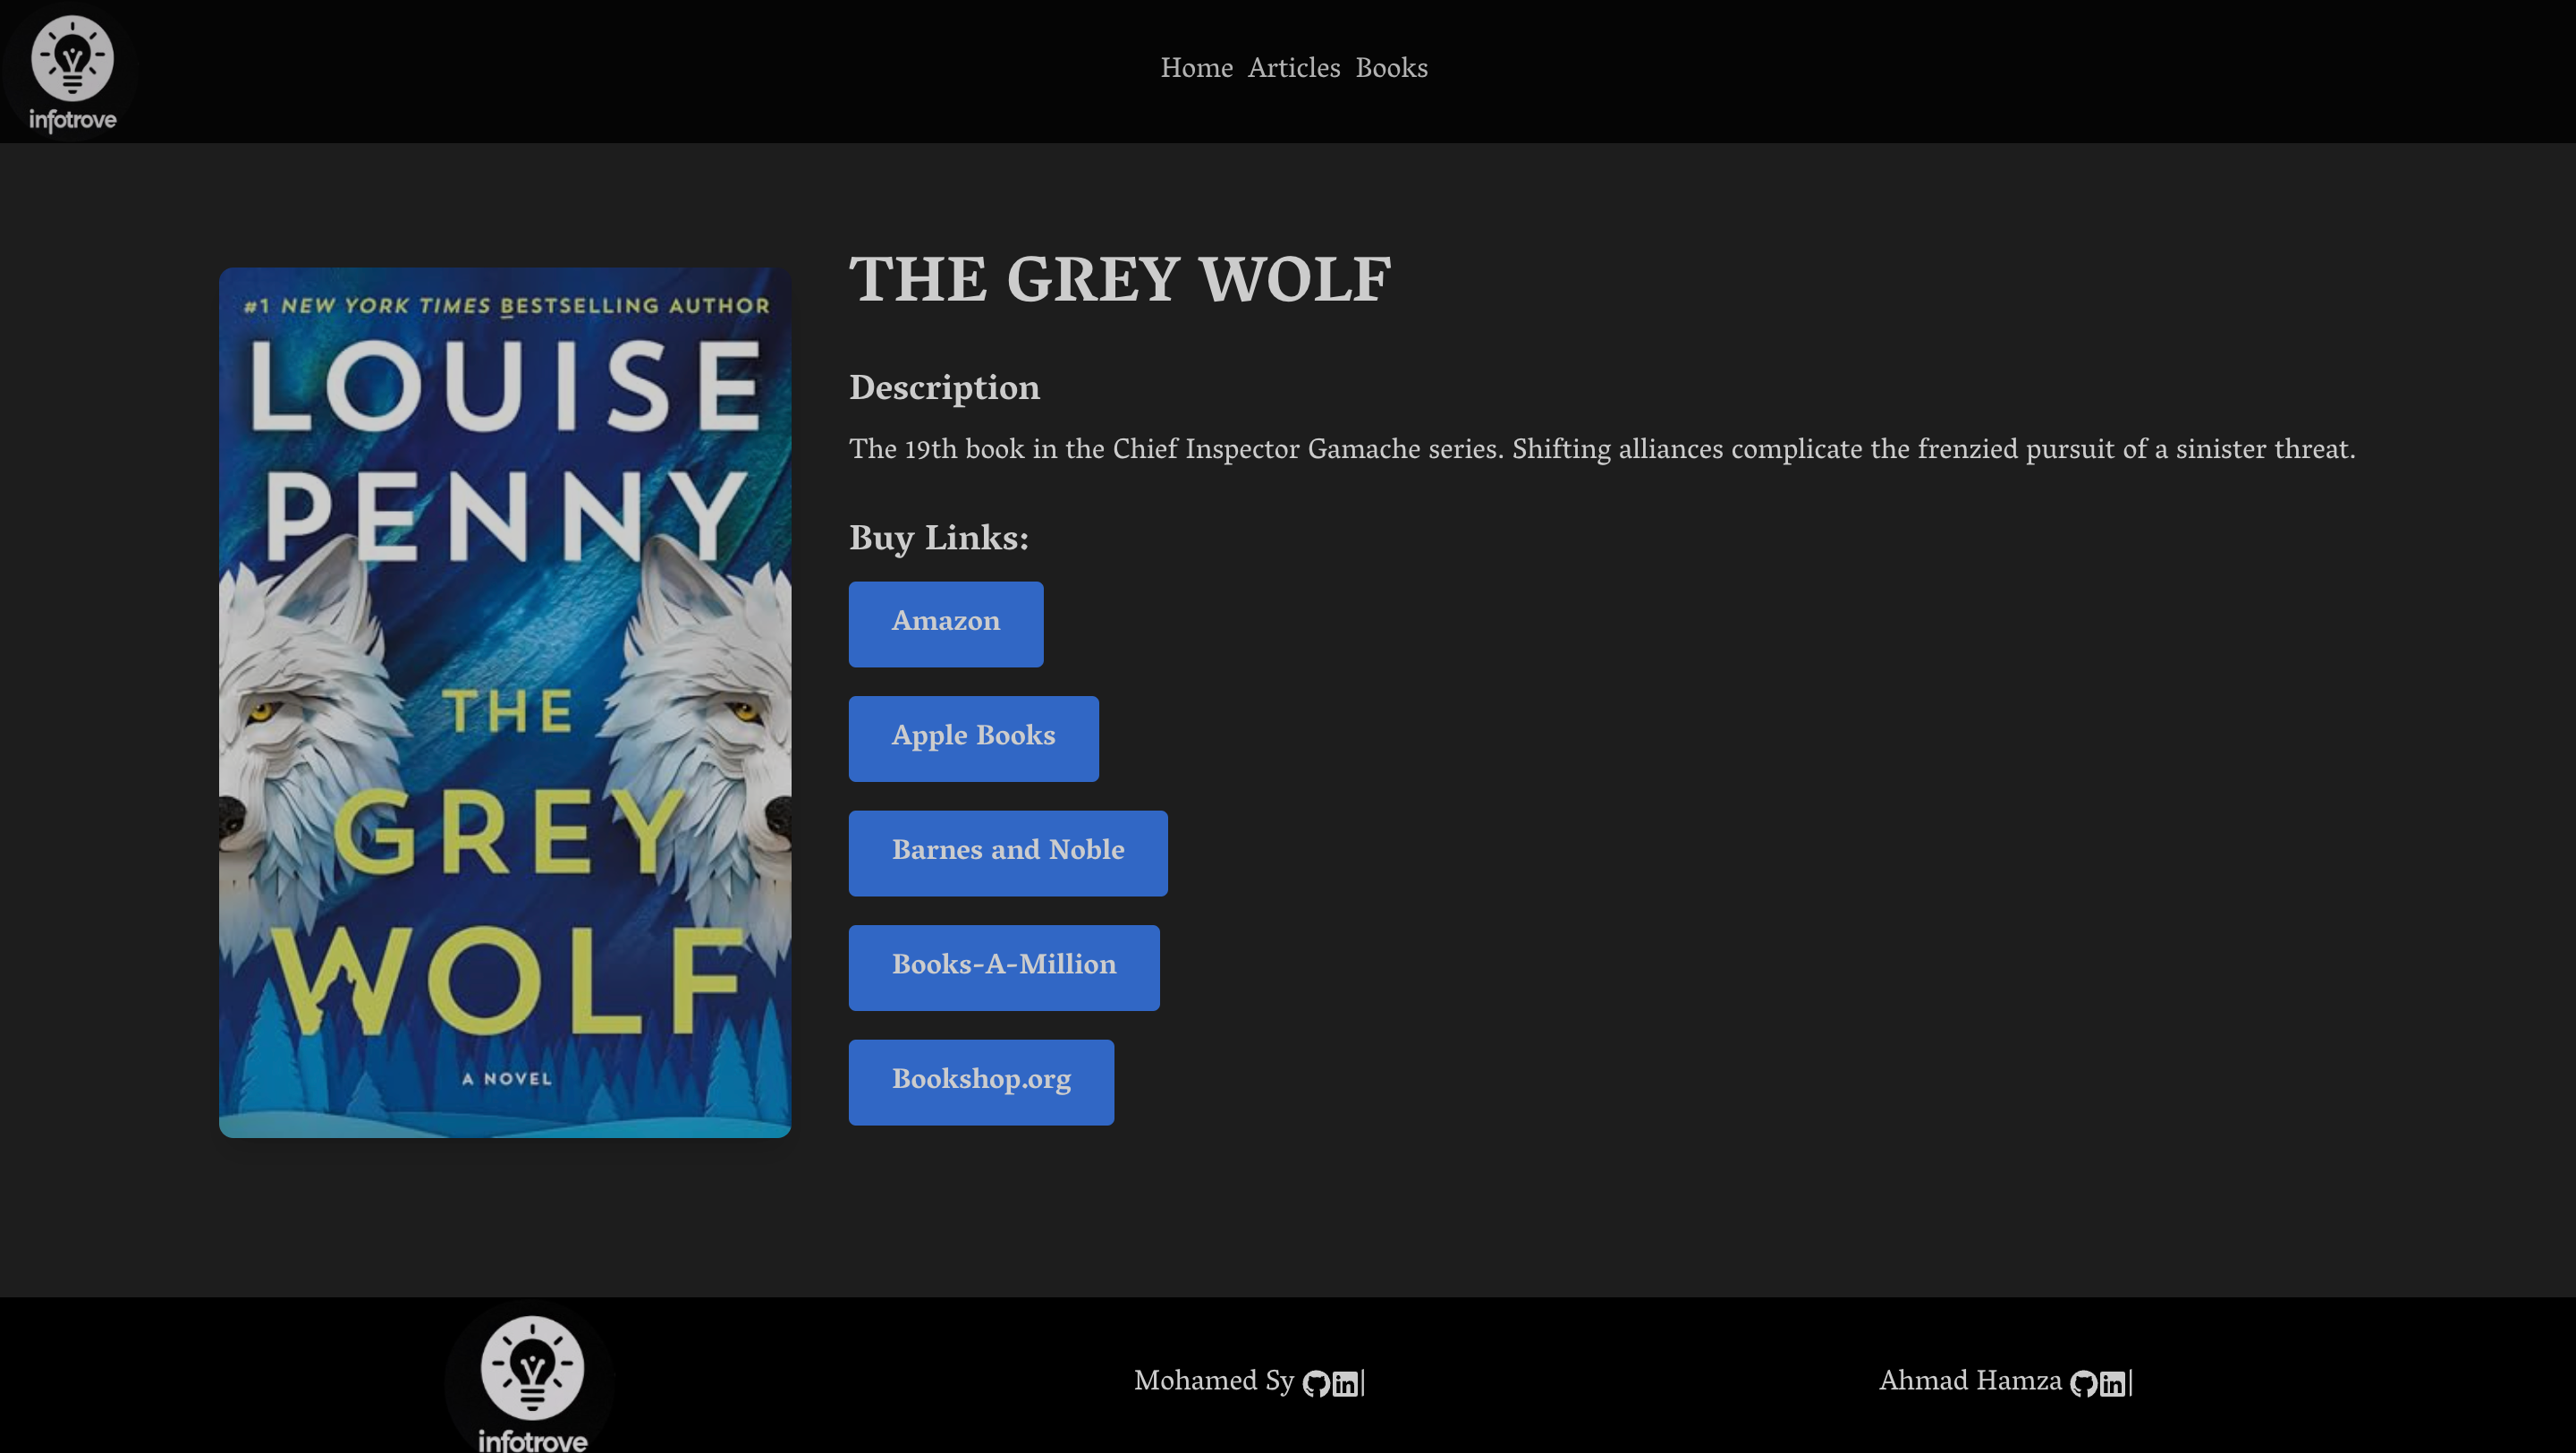 infotrove
Home Articles Books
#1 NEW YORK TIMES BESTSELLING AUTHOR
LOUISE
PENNY
THE
GREY
WOLF
A NOVEL
THE GREY WOLF
Description
The 19th book in the Chief Inspector Gamache series. Shifting alliances complicate the frenzied pursuit of a sinister threat.
Buy Links:
Amazon
Apple Books
Barnes and Noble
Books-A-Million
Bookshop.org
infotrove
Mohamed Sy in|
Ahmad Hamza in|